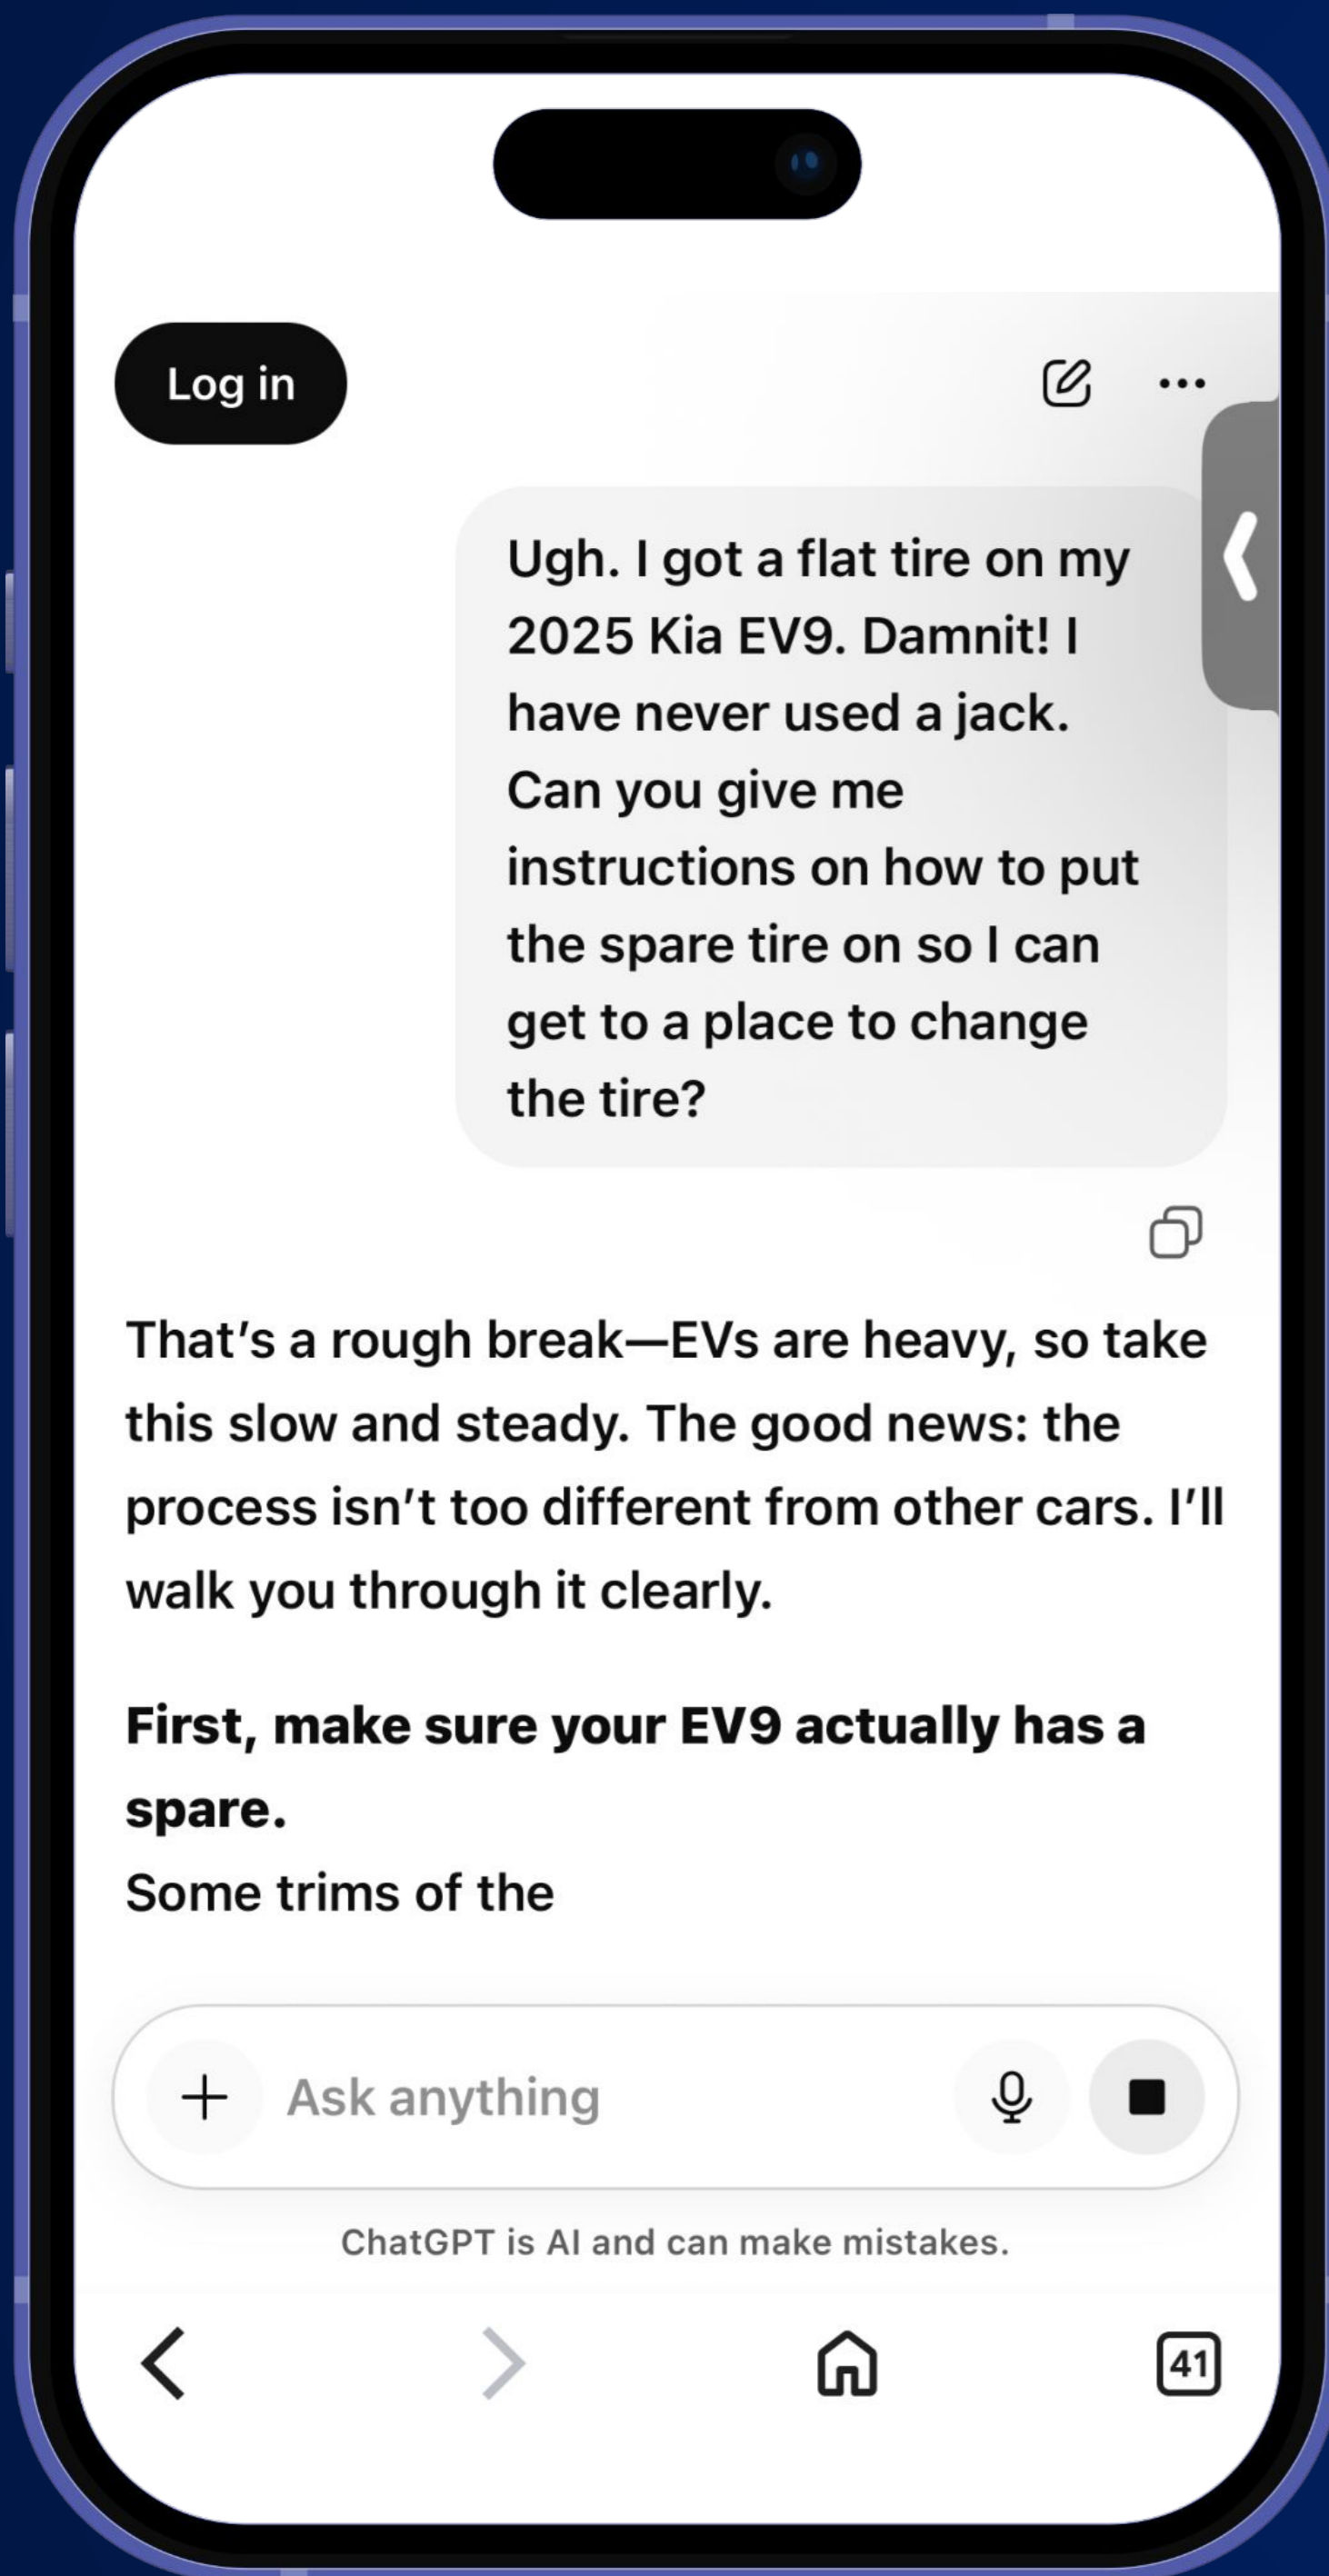 Log in
Ugh. I got a flat tire on my
2025 Kia EV9. Damnit! I
have never used a jack.
Can you give me
instructions on how to put
the spare tire on so I can
get to a place to change
the tire?
That’s a rough break—EVs are heavy, so take
this slow and steady. The good news: the
process isn’t too different from other cars. I’ll
walk you through it clearly.
First, make sure your EV9 actually has a
spare.
Some trims of the
Ask anything
ChatGPT is AI and can make mistakes.
41